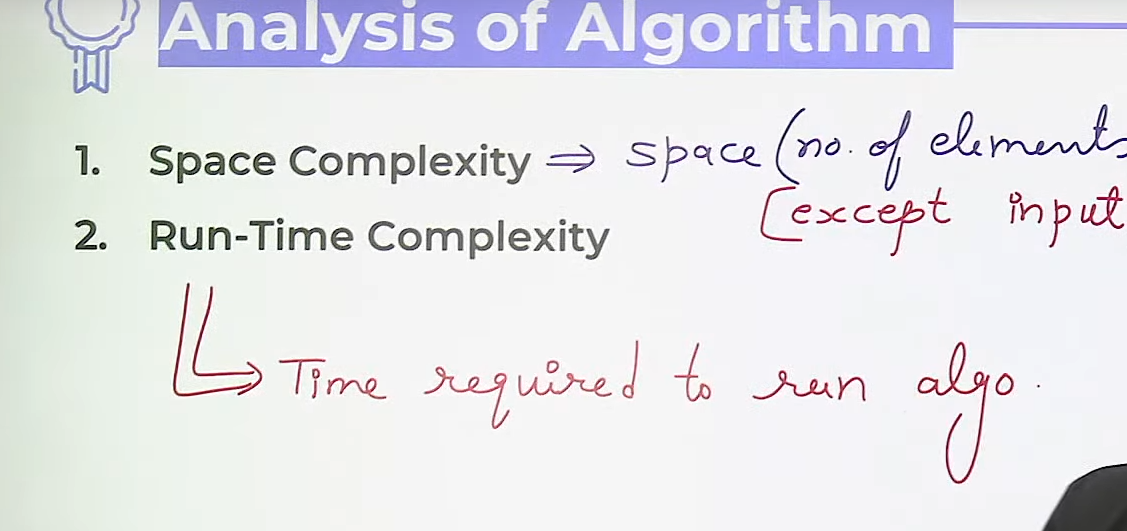 Analysis of Algorithm
1. Space Complexity ⇒ space (no. of elements
[except input
2. Run-Time Complexity
Time required to run algo.